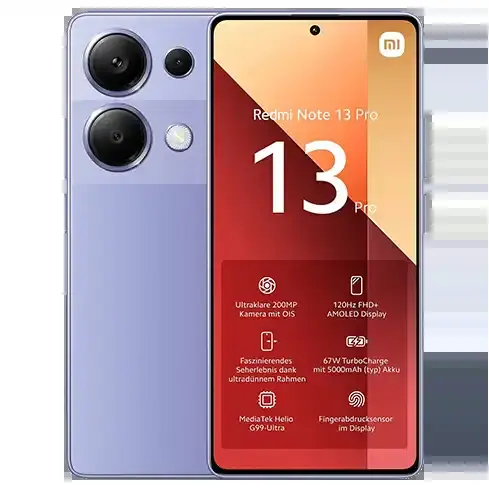 mi
Redmi Note 13 Pro
13
Pro
Ultraklare 200MP
Kamera mit OIS
120Hz FHD+
AMOLED Display
Faszinierendes
Seherlebnis dank
ultradünnem Rahmen
67W TurboCharge
mit 5000mAh (typ) Akku
MediaTek Helio
G99-Ultra
Fingerabdrucksensor
im Display